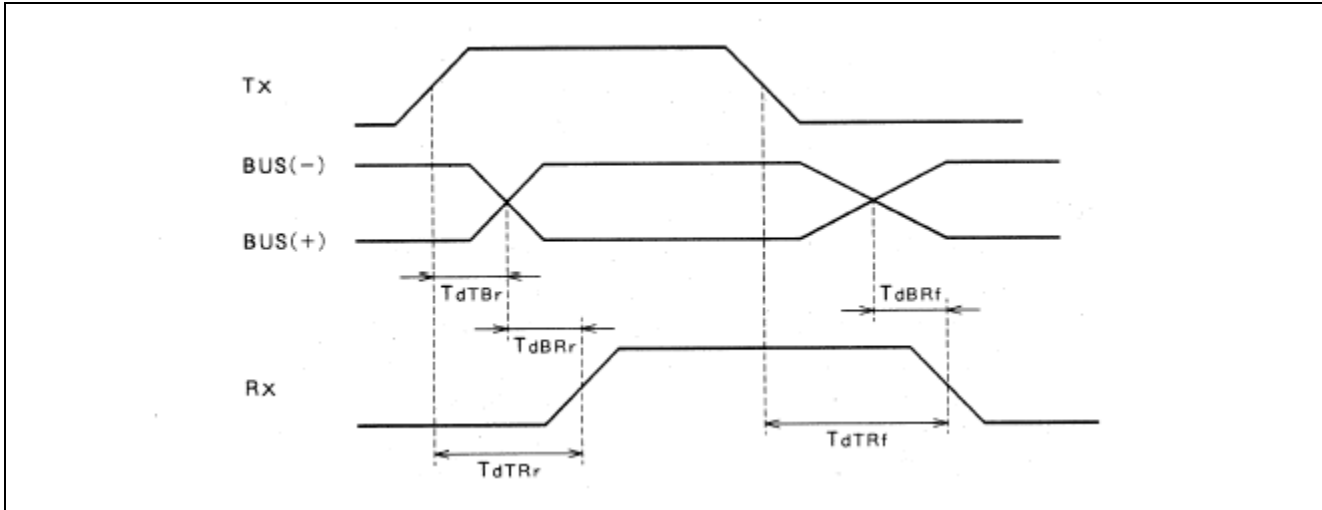 Tx
BUS(-)
BUS(+)
TdTBr
TdBRf
TdBRr
Rx
TdTRf
TdTRr